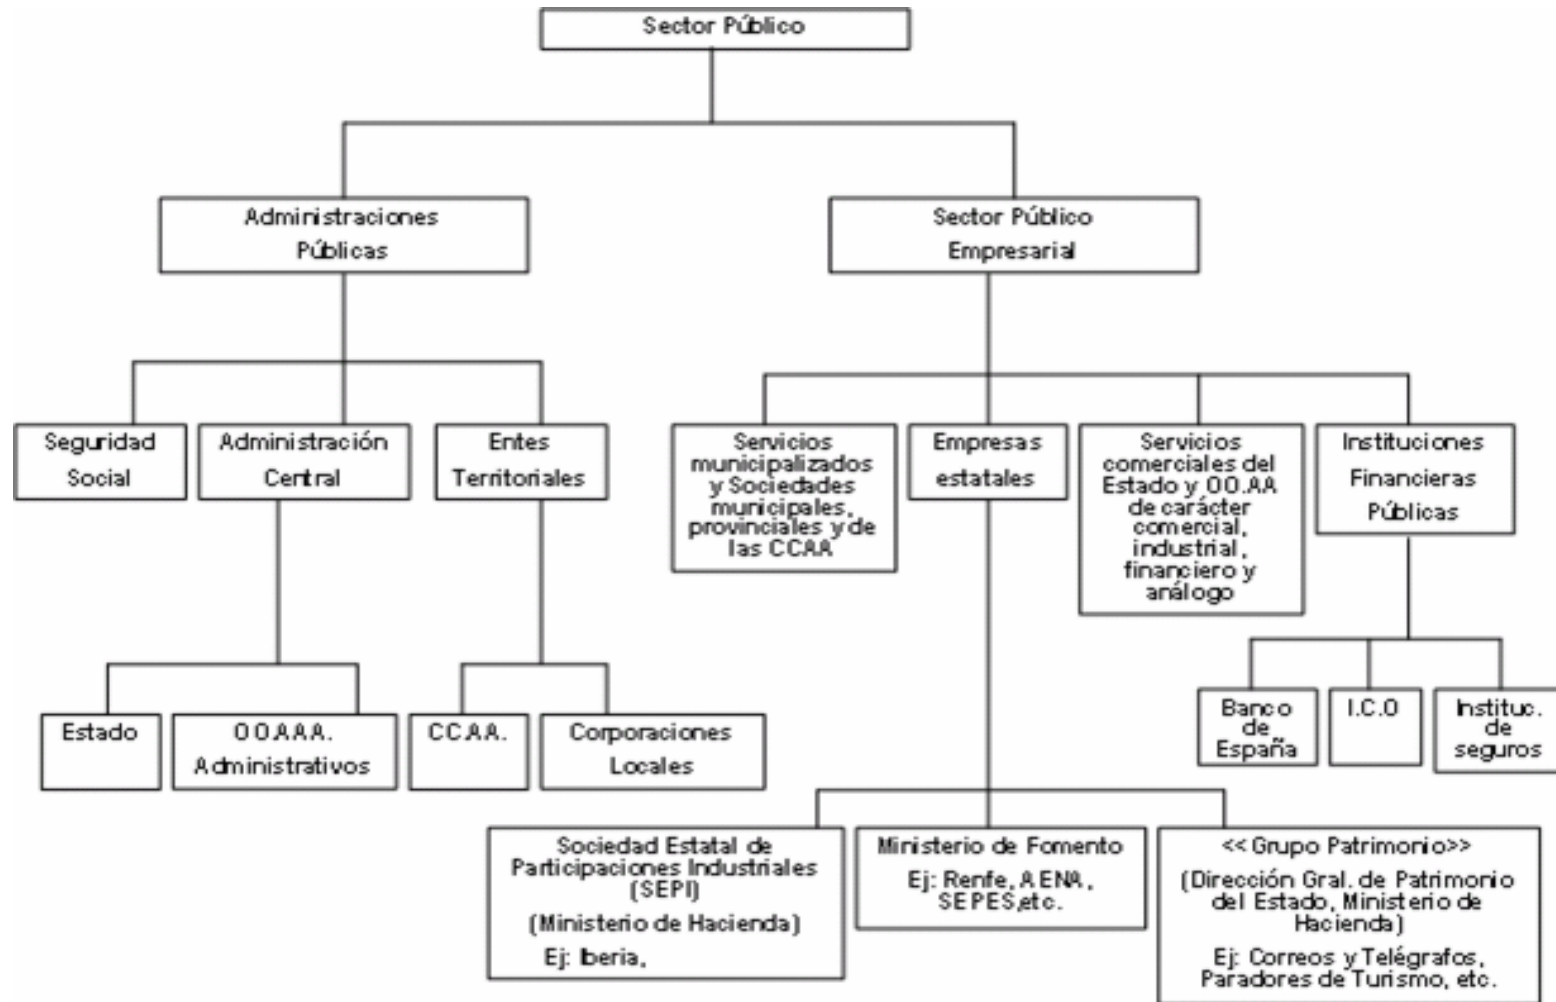 Sector Público
Administraciones
Públicas
Sector Público
Empresarial
Seguridad
Social
Administración
Central
Entes
Territoriales
Servicios
municipalizados
y Sociedades
municipales,
provinciales y de
las CCAA
Empresas
estatales
Servicios
comerciales del
Estado y OO.AA
de carácter
comercial,
industrial,
financiero y
análogo
Instituciones
Financieras
Públicas
Estado
OO.AAA.
Administrativos
CC.AA.
Corporaciones
Locales
Banco
de
España
I.C.O
Instituc.
de
seguros
Sociedad Estatal de
Participaciones Industriales
(SEPI)
(Ministerio de Hacienda)
Ej: Iberia,
Ministerio de Fomento
Ej: Renfe, AENA,
SEPES,etc.
<<Grupo Patrimonio>>
(Dirección Gral. de Patrimonio
del Estado, Ministerio de
Hacienda)
Ej: Correos y Telégrafos,
Paradores de Turismo, etc.